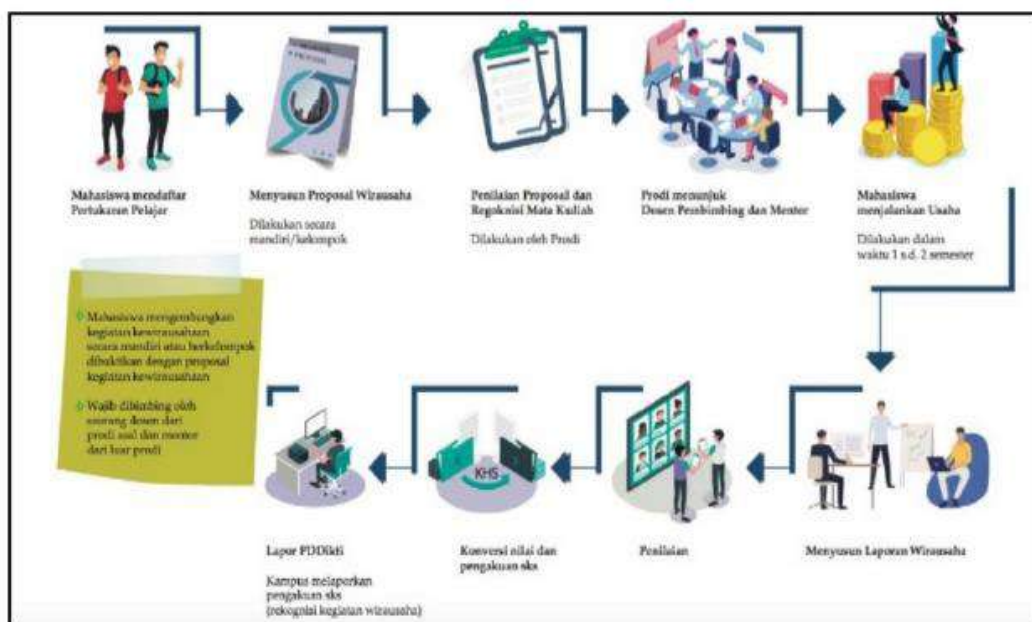 Mahasiswa mendaftar
Pertukaran Pelajar
PROPOSAL
Menyusun Proposal Wirausaha
Dilakukan secara
mandiri/kelompok
Penilaian Proposal dan
Regoknisi Mata Kudiah
Dilakukan oleh Prodi
Prodi menunjuk
Dosen Pembimbing dan Mentor
Mahasiswa
menjalankan Usaha
Dilakukan dalam
waktu 1 s.d. 2 semester
Mahasiswa mengembangkan
kegiatan kewirausahaan
secara mandiri atau berkelompok
dibuktikan dengan proposal
kegiatan kewirausahaan
Wajib dibimbing oleh
seorang dosen dari
prodi asal dan mentor
dari luar prodi
Lapor PDDikti
Kampus melaporkan
pengakuan sks
(rekognisi kegiatan wirausaha)
KHS
Konversi nilai dan
pengakuan sks
Penilaian
Menyusun Laporan Wirausaha